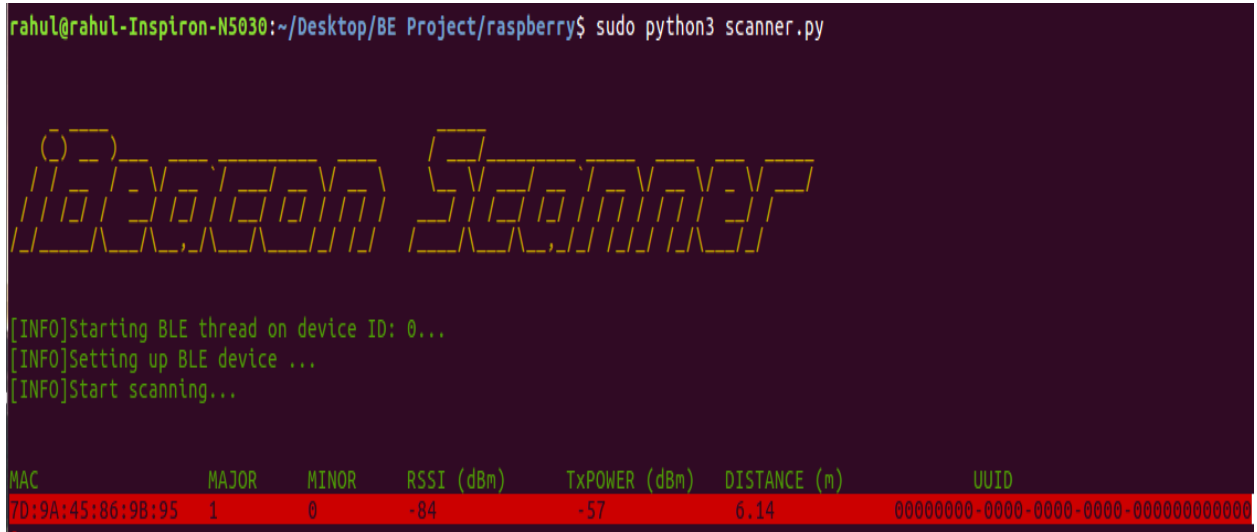 rahul@rahul-Inspiron-N5030:~/Desktop/BE Project/raspberry$ sudo python3 scanner.py
iBeacon Scanner
[INFO]Starting BLE thread on device ID: 0...
[INFO]Setting up BLE device ...
[INFO]Start scanning...
MAC MAJOR MINOR RSSI (dBm) TxPOWER (dBm) DISTANCE (m) UUID
7D:9A:45:86:9B:95 1 0 -84 -57 6.14 00000000-0000-0000-0000-000000000000